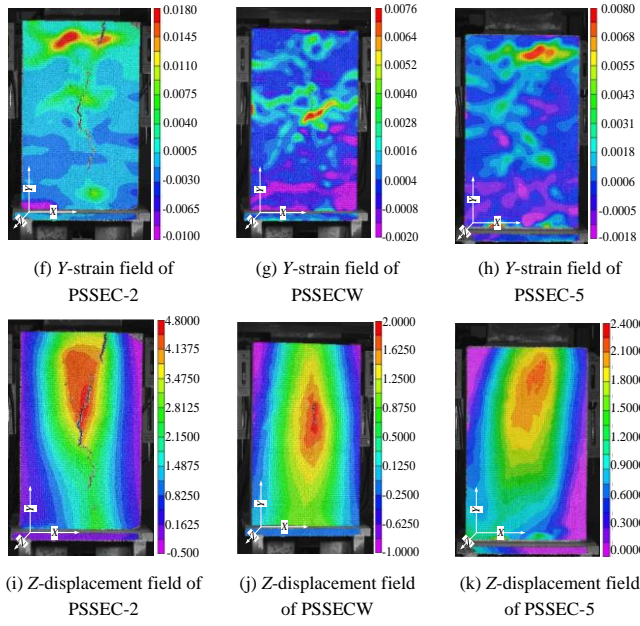 0.0180
0.0145
0.0110
0.0075
0.0040
0.0005
-0.0030
-0.0065
-0.0100
Y
X
(f) Y-strain field of
PSSEC-2
0.0076
0.0064
0.0052
0.0040
0.0028
0.0016
0.0004
-0.0008
-0.0020
Y
X
(g) Y-strain field of
PSSECW
0.0080
0.0068
0.0055
0.0043
0.0031
0.0019
0.0006
-0.0006
-0.0018
Y
X
(h) Y-strain field of
PSSEC-5
4.8000
4.1375
3.4750
2.8125
2.1500
1.4875
0.8250
0.1625
-0.500
Y
X
(i) Z-displacement field of
PSSEC-2
2.0000
1.6250
1.2500
0.8750
0.5000
0.1250
-0.2500
-0.6250
-1.0000
Y
X
(j) Z-displacement field
of PSSECW
2.4000
2.1000
1.8000
1.5000
1.2000
0.9000
0.6000
0.3000
0.0000
Y
X
(k) Z-displacement field
of PSSEC-5